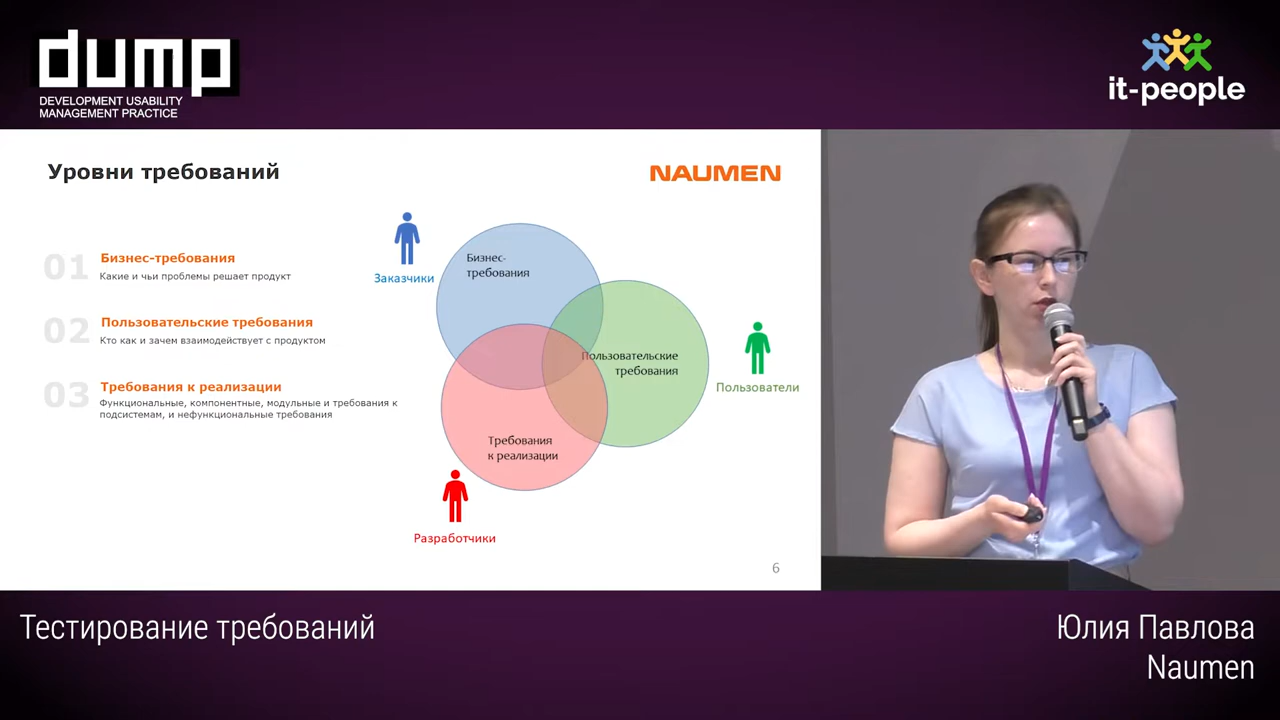 dump
DEVELOPMENT USABILITY
MANAGEMENT PRACTICE
it-people
Уровни требований
NAUMEN
01
Бизнес-требования
Какие и чьи проблемы решает продукт
02
Пользовательские требования
Кто как и зачем взаимодействует с продуктом
03
Требования к реализации
Функциональные, компонентные, модульные и требования к
подсистемам, и нефункциональные требования
Заказчики
Бизнес-
требования
Пользовательские
требования
Пользователи
Требования
к реализации
Разработчики
6
Тестирование требований
Юлия Павлова
Naumen